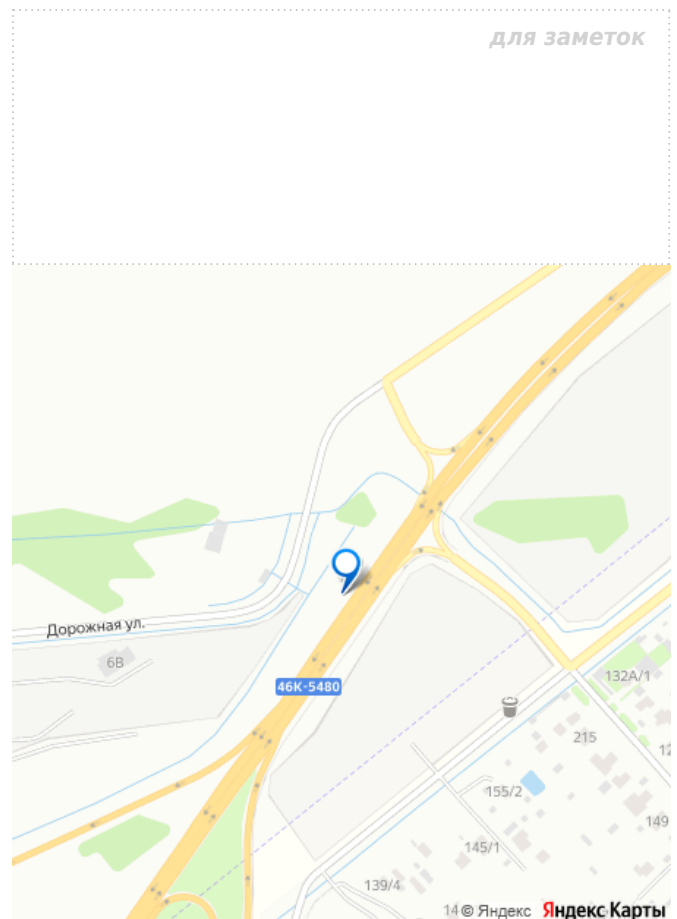 для заметок
Дорожная ул.
6В
46К-5480
132А/1
215
12
155/2
149
145/1
139/4
14
© Яндекс Яндекс Карты